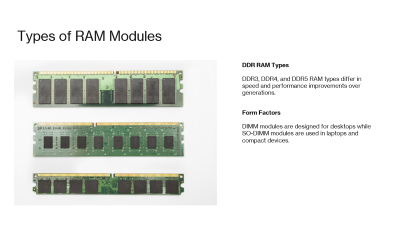 Types of RAM Modules
DDR RAM Types
DDR3, DDR4, and DDR5 RAM types differ in
speed and performance improvements over
generations.
Form Factors
DIMM modules are designed for desktops while
SO-DIMM modules are used in laptops and
compact devices.